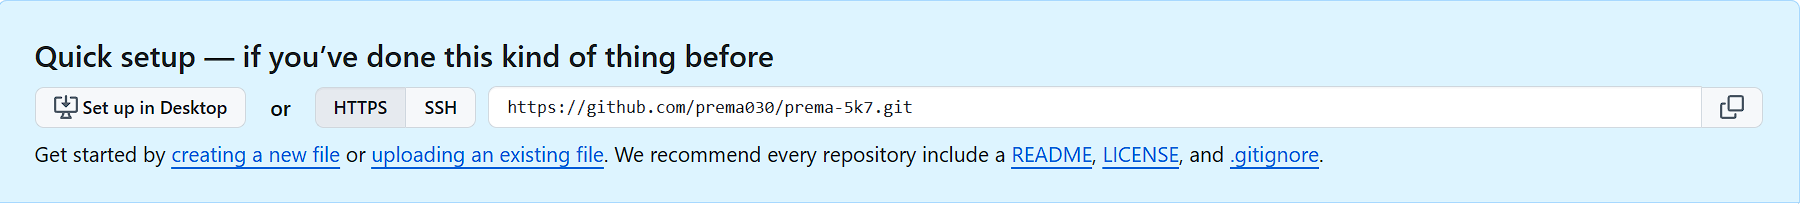 Quick setup — if you’ve done this kind of thing before
Set up in Desktop or HTTPS SSH https://github.com/prema030/prema-5k7.git
Get started by creating a new file or uploading an existing file. We recommend every repository include a README, LICENSE, and .gitignore.